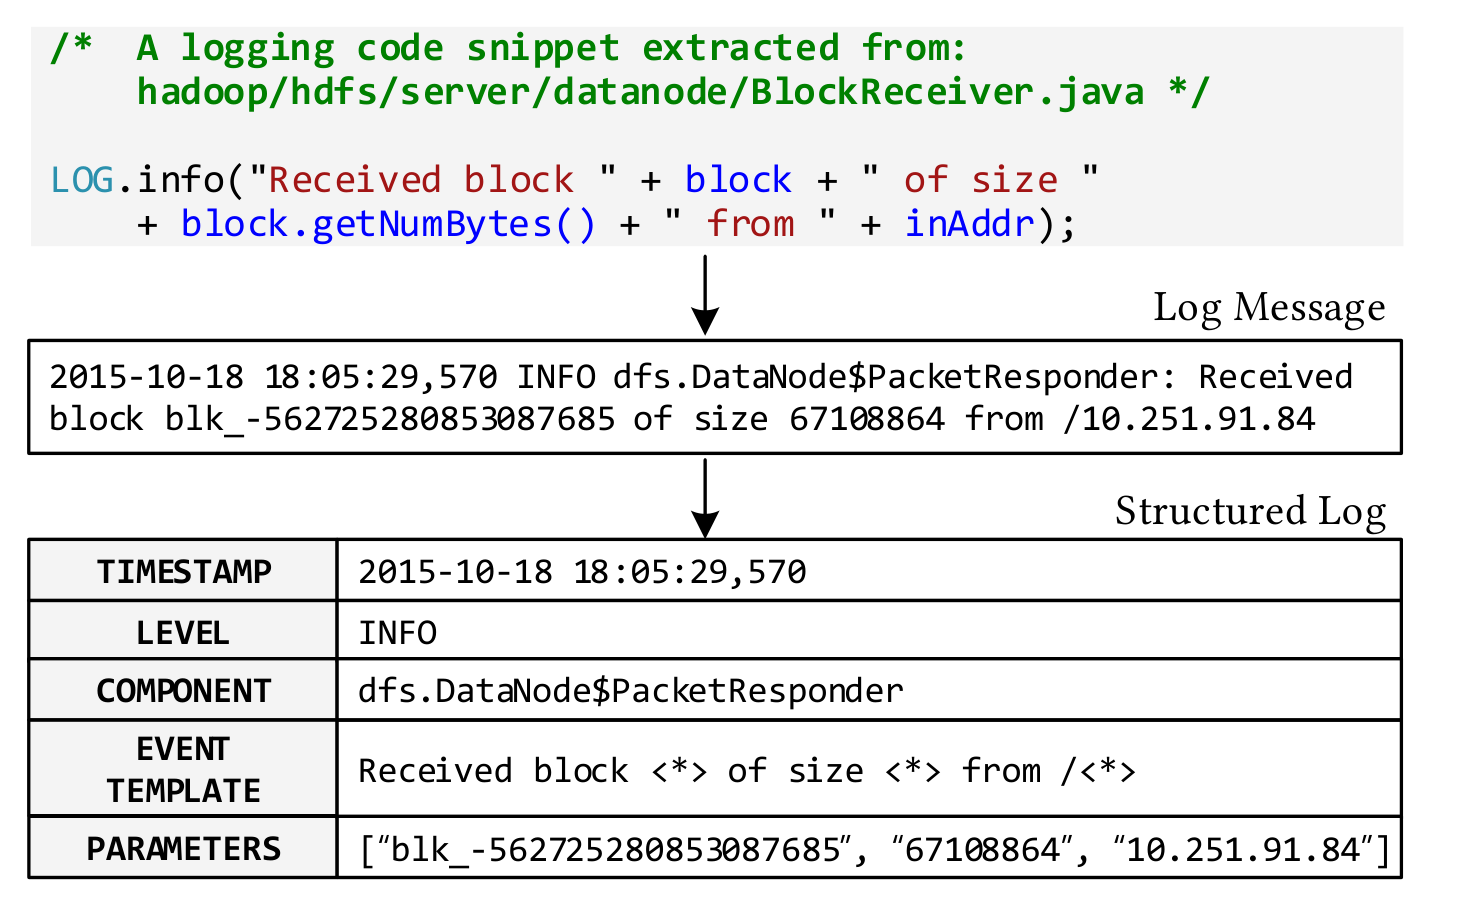 /*  A logging code snippet extracted from:
    hadoop/hdfs/server/datanode/BlockReceiver.java */
LOG.info("Received block " + block + " of size "
    + block.getNumBytes() + " from " + inAddr);
Log Message
2015-10-18 18:05:29,570 INFO dfs.DataNode$PacketResponder: Received
block blk_-562725280853087685 of size 67108864 from /10.251.91.84
Structured Log
TIMESTAMP 2015-10-18 18:05:29,570
LEVEL INFO
COMPONENT dfs.DataNode$PacketResponder
EVENT
TEMPLATE
Received block <*> of size <*> from /<*>
PARAMETERS [“blk_-562725280853087685”, “67108864”, “10.251.91.84”]